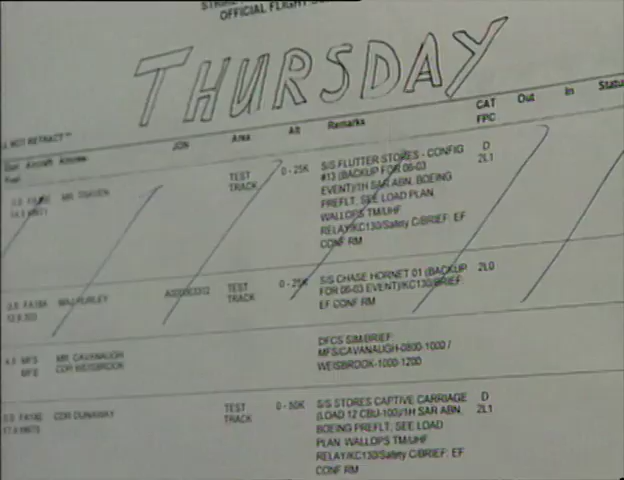 OFFICIAL FLIGHT
THURSDAY
CAT Out In Status
JON Area Alt Remarks FPC
TEST 0 - 25K S/S FLUTTER STORES - CONFIG D
TRACK #13 (BACKUP FOR 06-03 2L1
EVENT)/1H SAR ABN, BOEING
PREFLT, SEE LOAD PLAN,
WALLOPS TM/UHF
RELAY/KC130/Safety C/BRIEF: EF
CONF RM
TEST 0 - 25K S/S CHASE HORNET 01 (BACKUP 2L0
TRACK FOR 06-03 EVENT)/KC130/BRIEF:
EF CONF RM
MFS MR CAVANAUGH DFCS SIM/BRIEF:
MFS CDR WEISBROOK MFS/CAVANAUGH-0800-1000 /
WEISBROOK-1000-1200
CDR DUNAWAY TEST 0 - 50K S/S STORES CAPTIVE CARRIAGE D
TRACK (LOAD 12 CBU-100)/1H SAR ABN, 2L1
BOEING PREFLT, SEE LOAD
PLAN, WALLOPS TM/UHF
RELAY/KC130/Safety C/BRIEF: EF
CONF RM